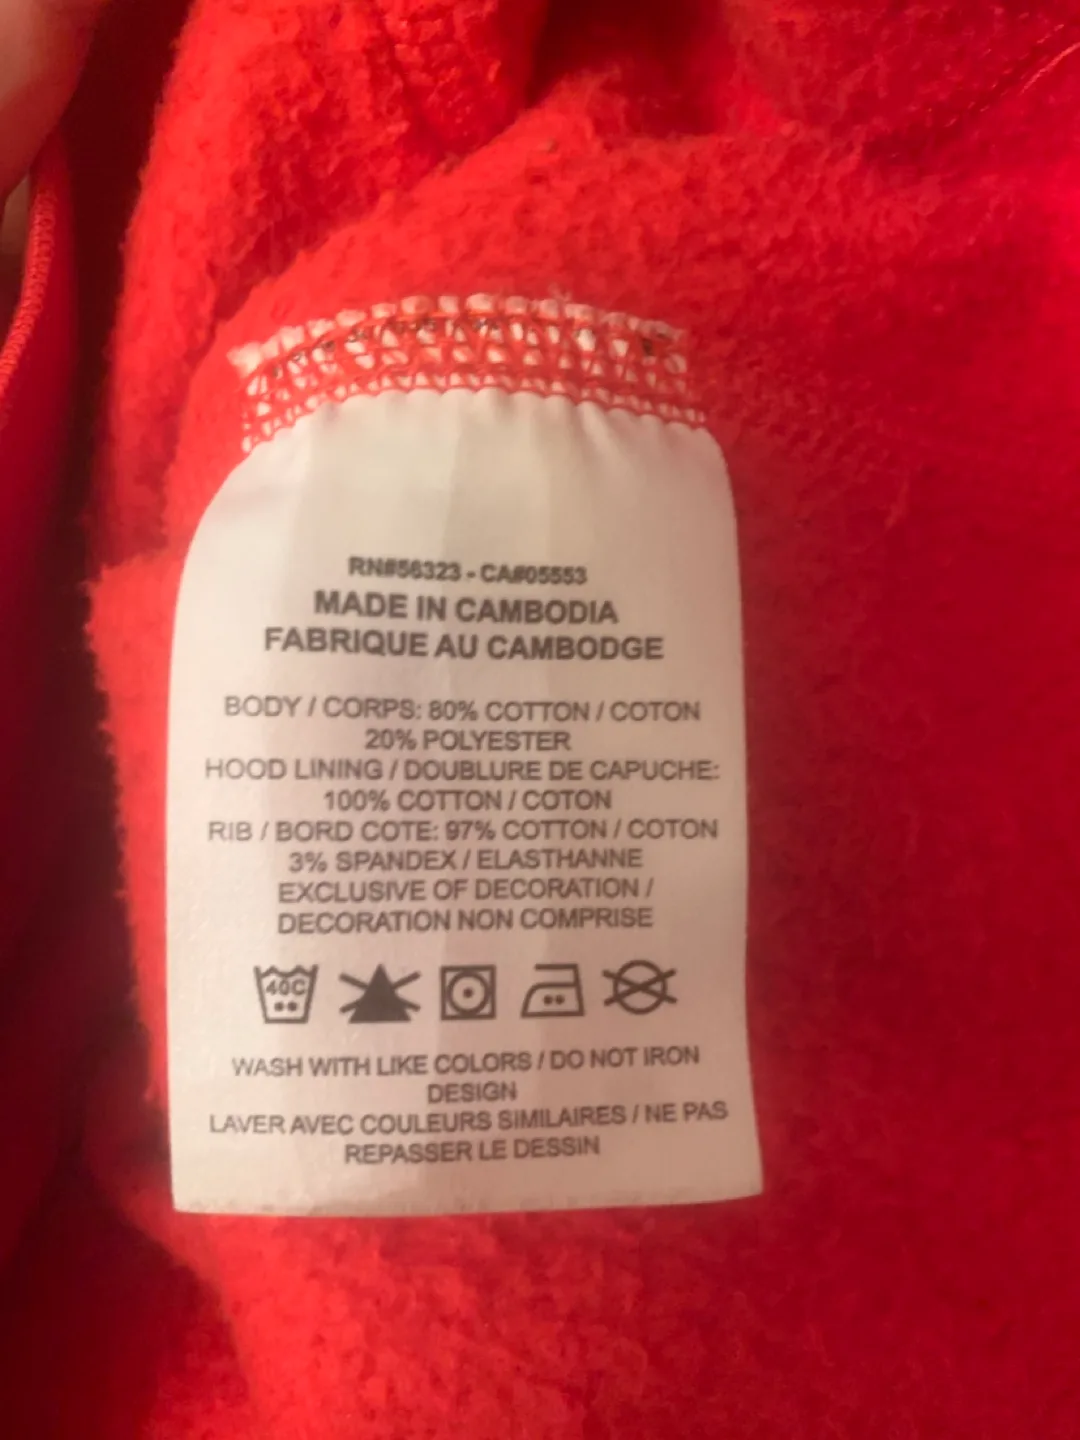 RN#56323 - CA#05553
MADE IN CAMBODIA
FABRIQUE AU CAMBODGE
BODY / CORPS: 80% COTTON / COTON
20% POLYESTER
HOOD LINING / DOUBLURE DE CAPUCHE:
100% COTTON / COTON
RIB / BORD COTE: 97% COTTON / COTON
3% SPANDEX / ELASTHANNE
EXCLUSIVE OF DECORATION /
DECORATION NON COMPRISE
40C
WASH WITH LIKE COLORS / DO NOT IRON
DESIGN
LAVER AVEC COULEURS SIMILAIRES / NE PAS
REPASSER LE DESSIN